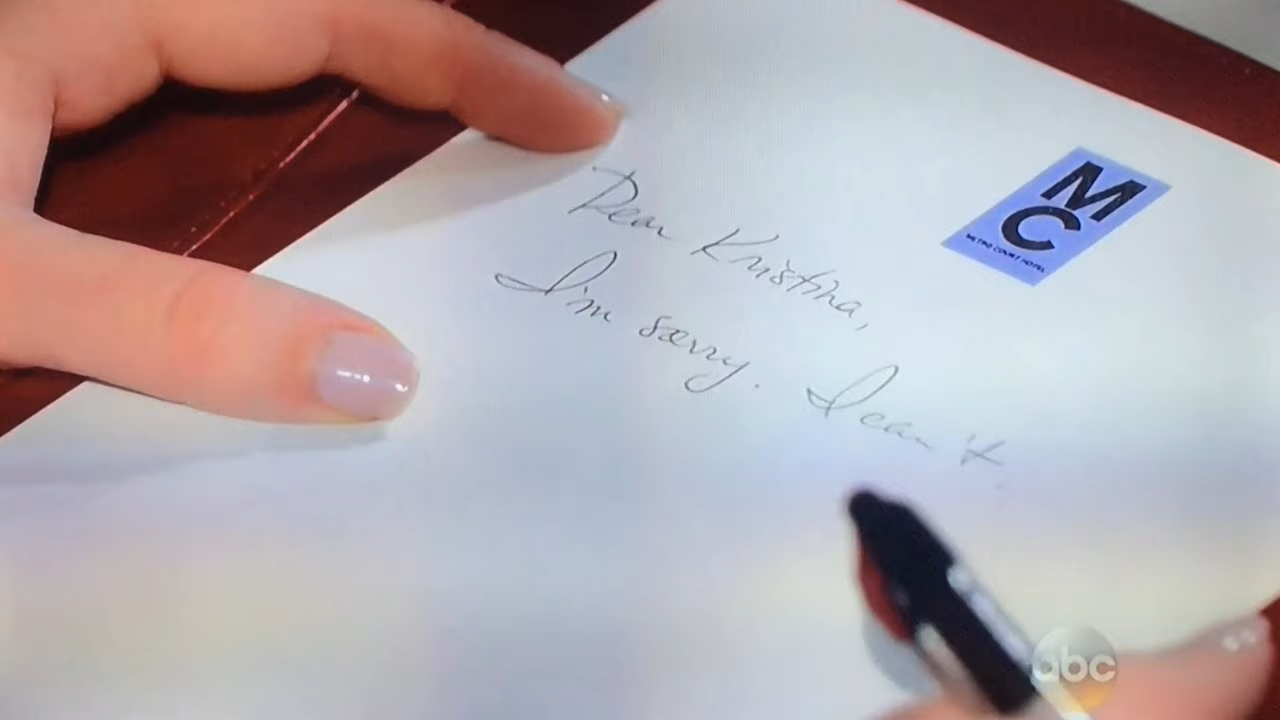 Dear Kristina,
I'm sorry. I can't
MC
METRO COURT HOTEL
abc